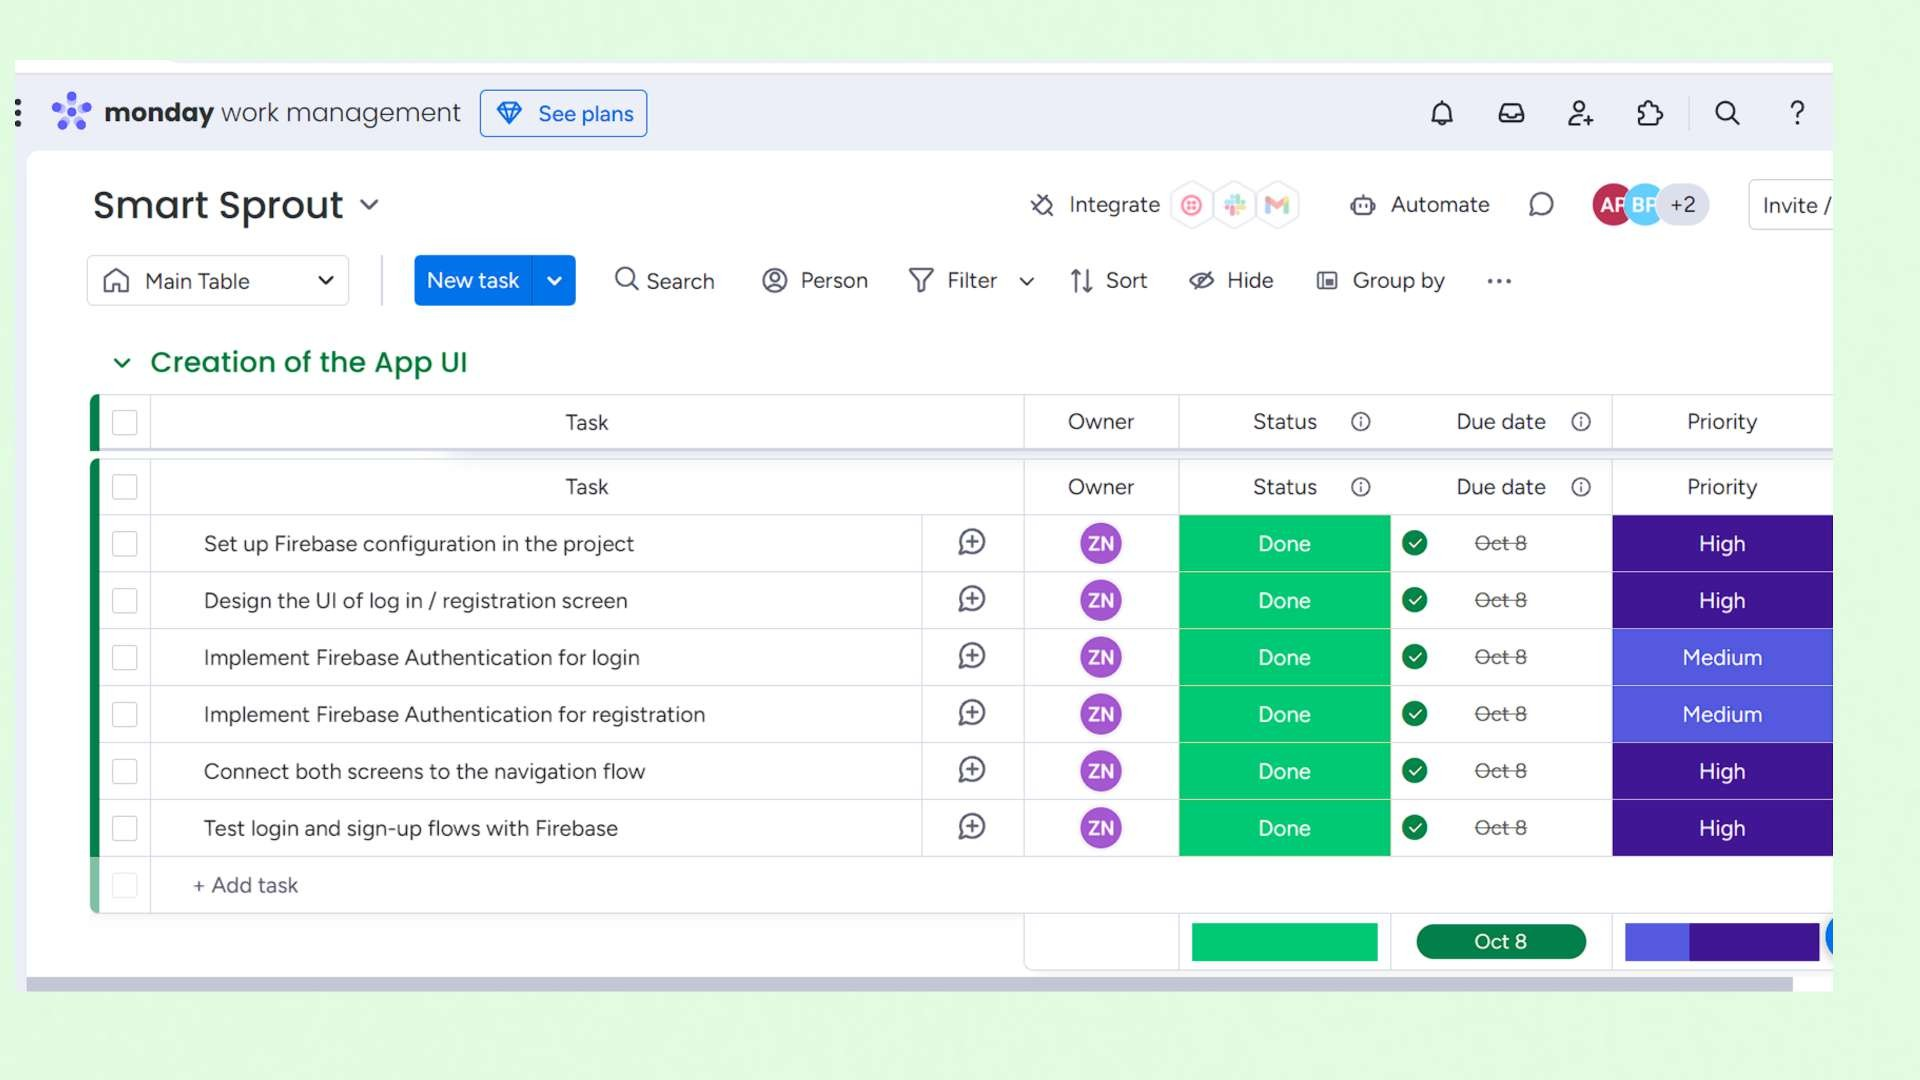 monday work management
See plans
Smart Sprout
Integrate
Automate
AP BP +2
Invite /
Main Table
New task
Search
Person
Filter
Sort
Hide
Group by
Creation of the App UI
Task Owner Status Due date Priority
Task Owner Status Due date Priority
Set up Firebase configuration in the project ZN Done Oct 8 High
Design the UI of log in / registration screen ZN Done Oct 8 High
Implement Firebase Authentication for login ZN Done Oct 8 Medium
Implement Firebase Authentication for registration ZN Done Oct 8 Medium
Connect both screens to the navigation flow ZN Done Oct 8 High
Test login and sign-up flows with Firebase ZN Done Oct 8 High
+ Add task
Oct 8